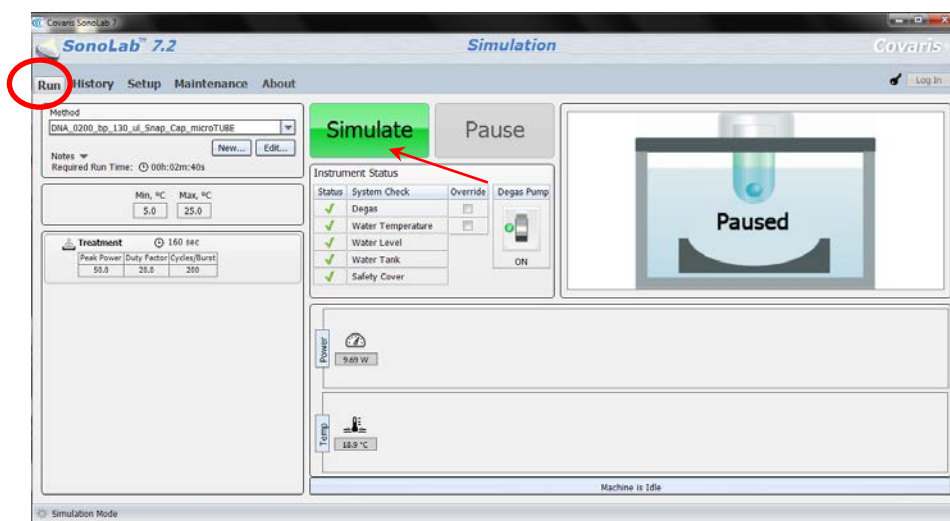 Covaris SonoLab 7
SonoLab™ 7.2 Simulation Covaris
Run History Setup Maintenance About Log In
Method
DNA_0200_bp_130_ul_Snap_Cap_microTUBE
New... Edit...
Notes
Required Run Time: 00h:02m:40s
Min, ºC Max, ºC
5.0 25.0
Treatment 160 sec
Peak Power Duty Factor Cycles/Burst
50.0 20.0 200
Simulate Pause
Instrument Status
Status System Check Override Degas Pump
Degas
Water Temperature
Water Level
Water Tank
Safety Cover
ON
Paused
Power
9.69 W
Temp
18.9 °C
Machine is Idle
Simulation Mode